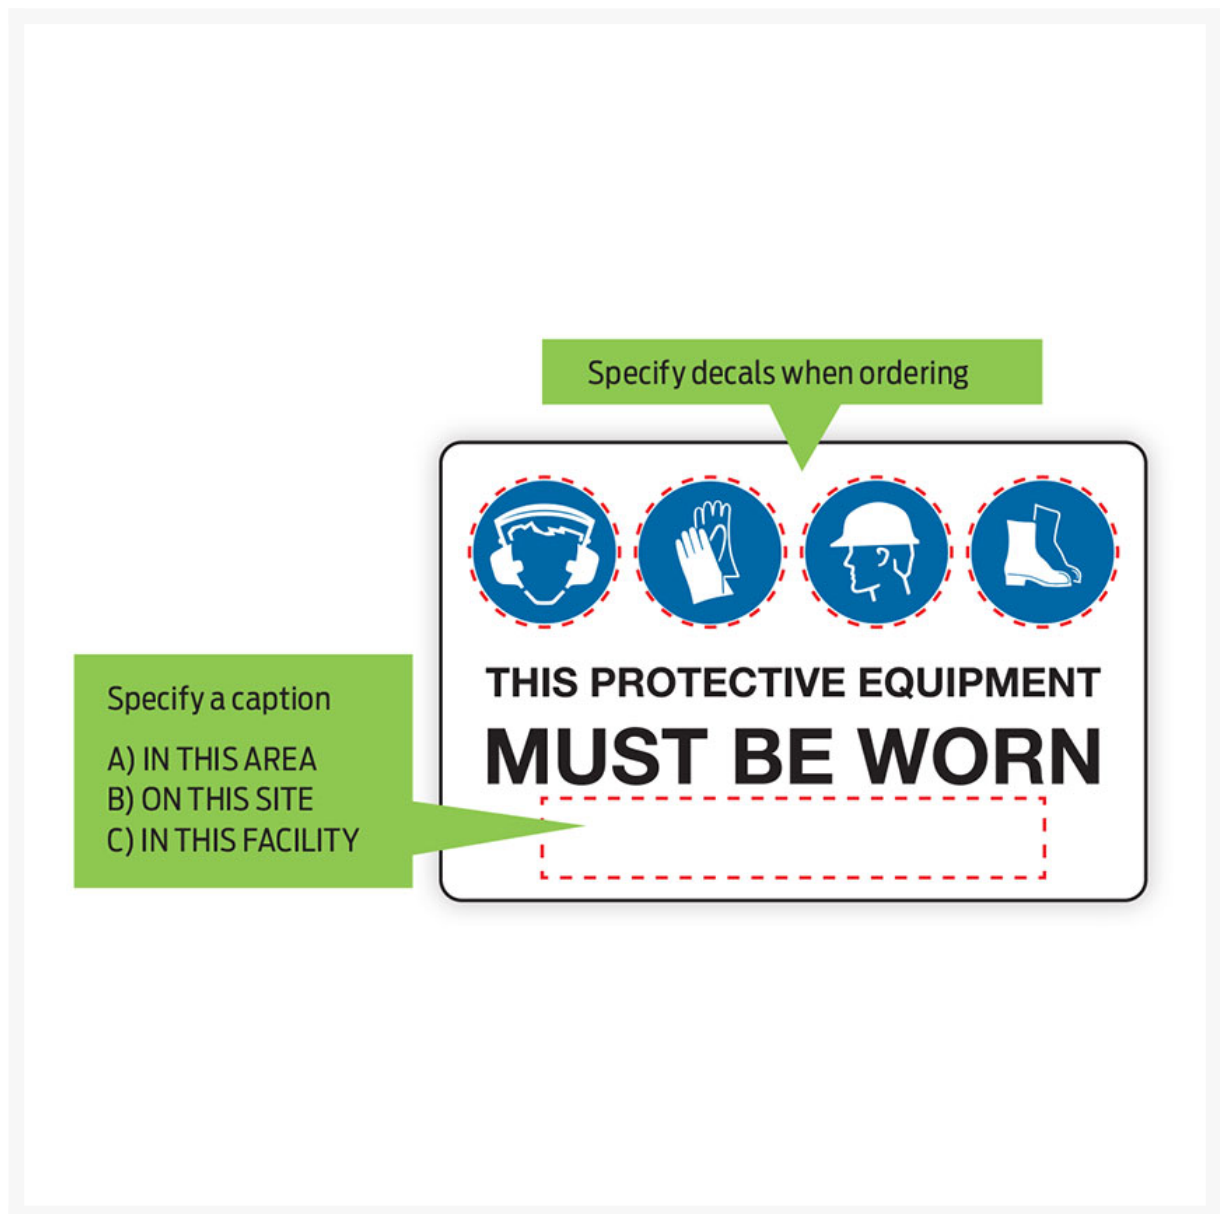 Specify decals when ordering
THIS PROTECTIVE EQUIPMENT
MUST BE WORN
Specify a caption
A) IN THIS AREA
B) ON THIS SITE
C) IN THIS FACILITY